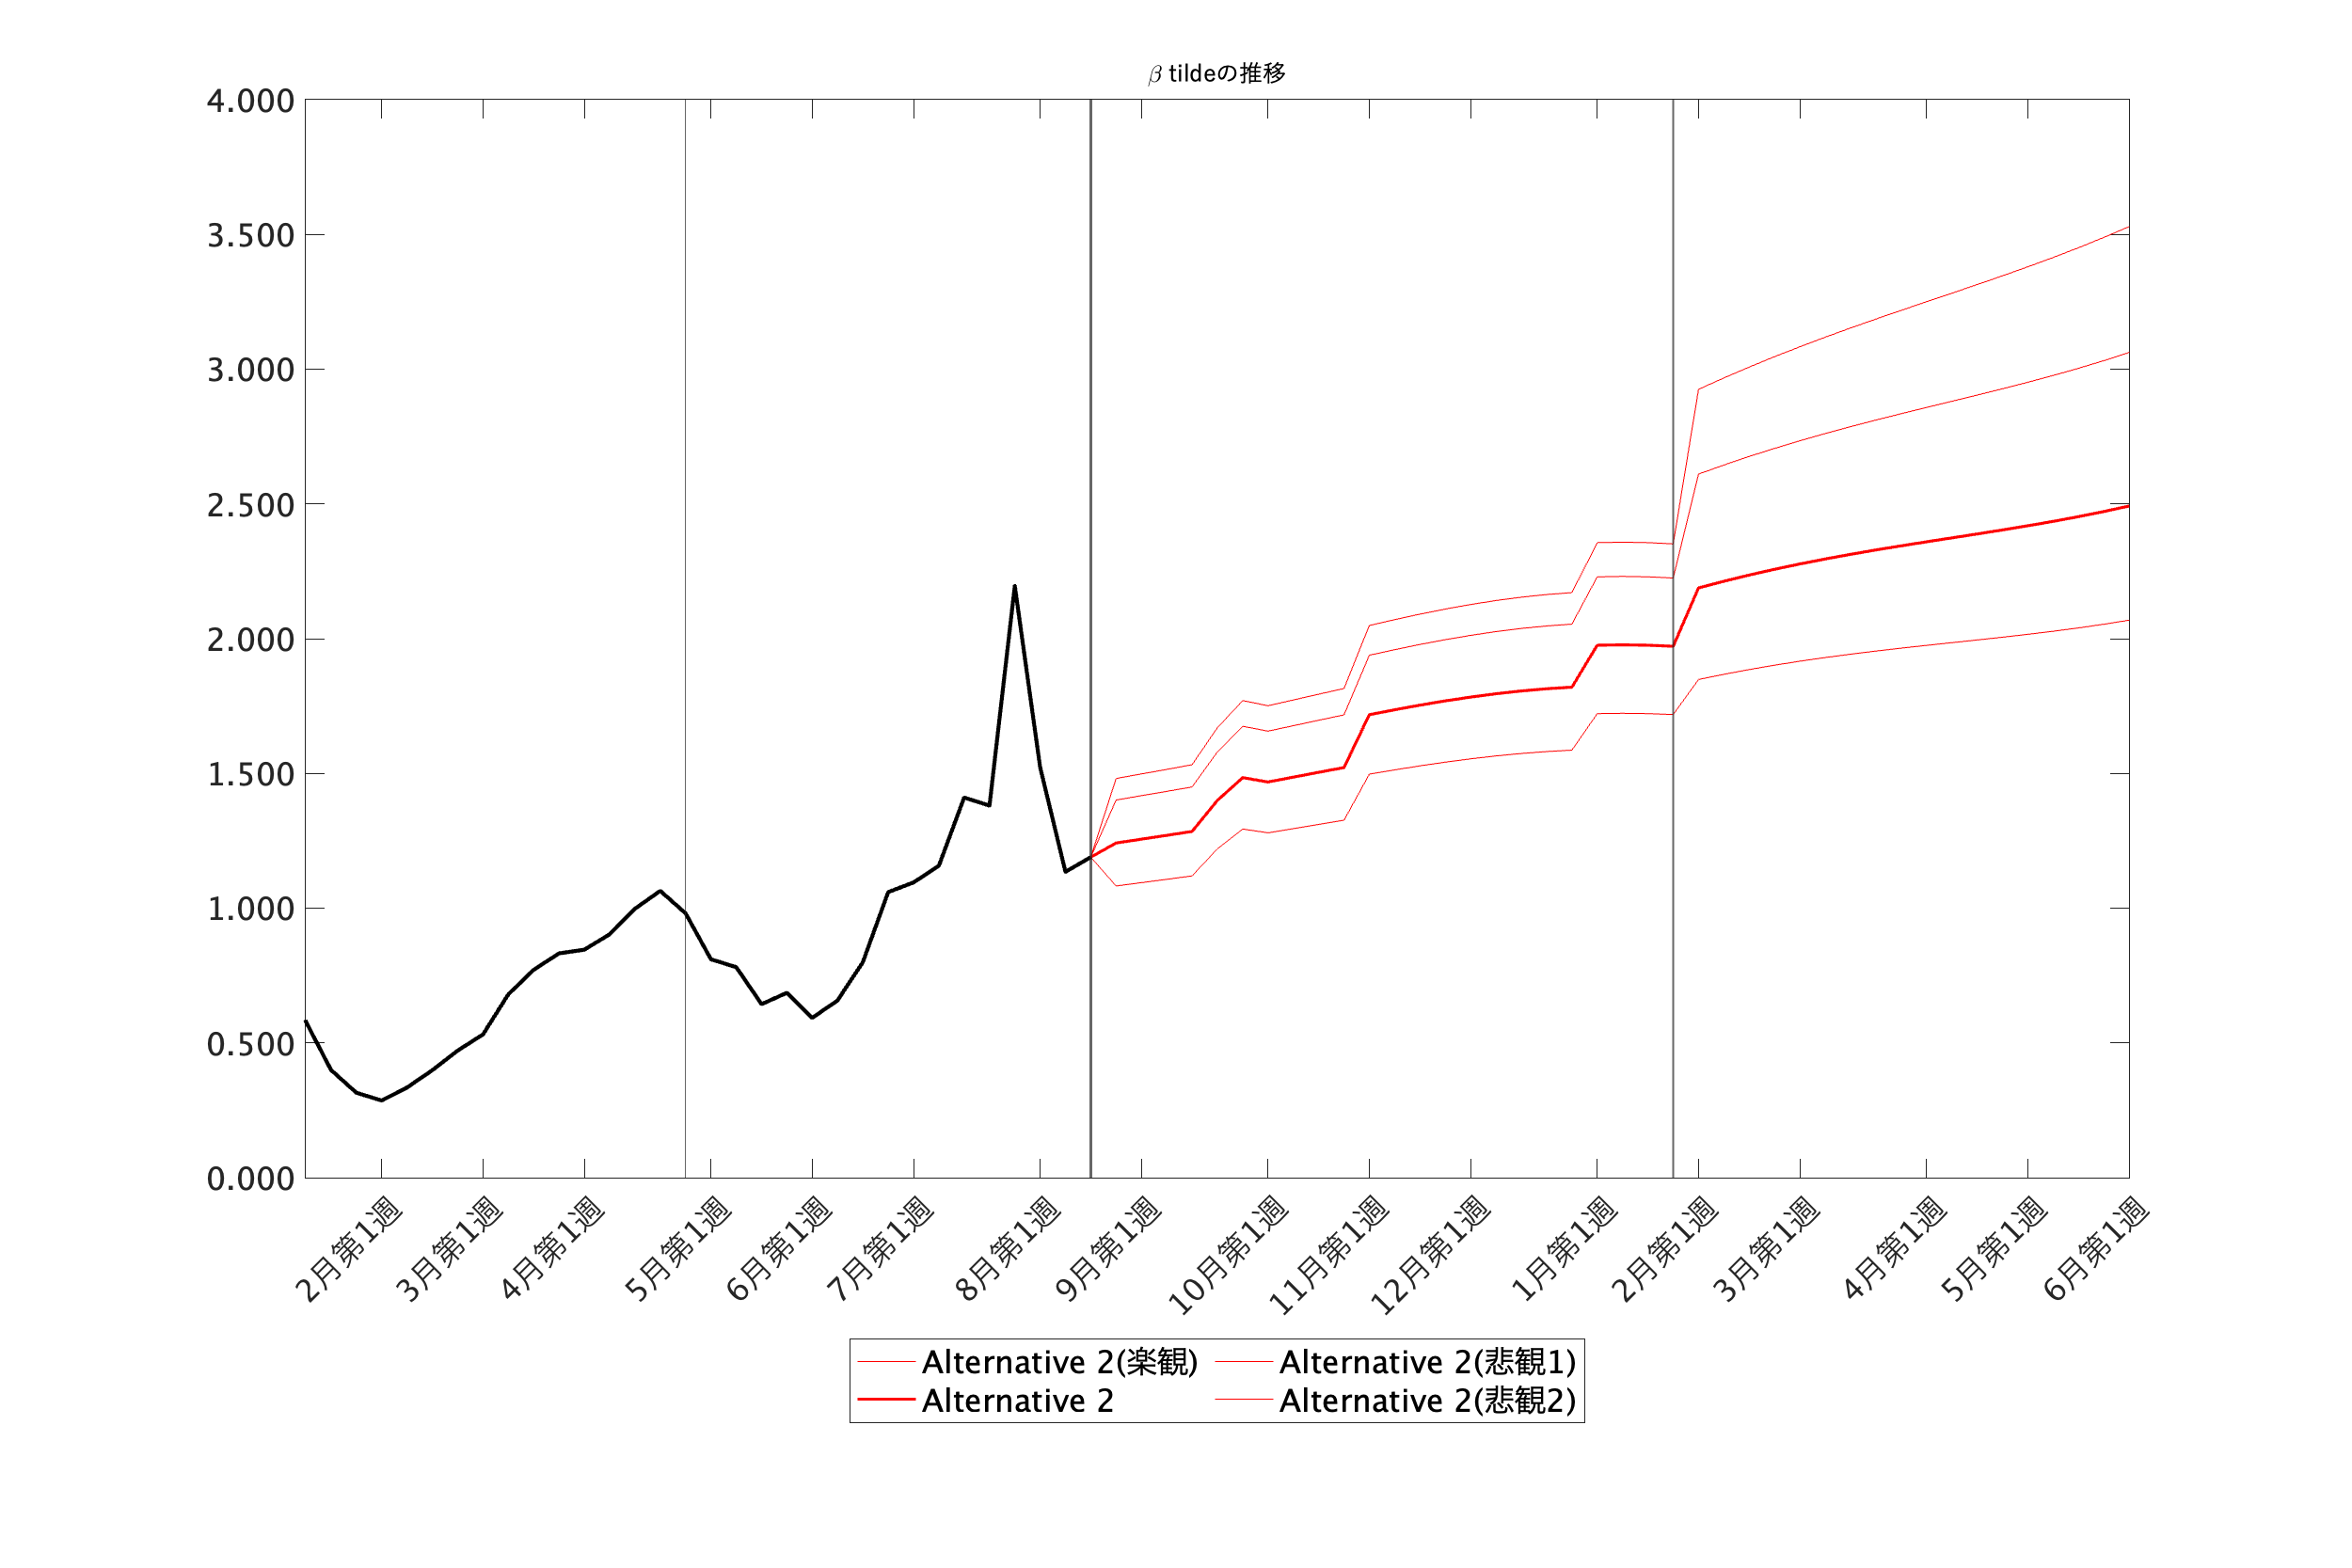 β tildeの推移
4.000
3.500
3.000
2.500
2.000
1.500
1.000
0.500
0.000
2月第1週
3月第1週
4月第1週
5月第1週
6月第1週
7月第1週
8月第1週
9月第1週
10月第1週
11月第1週
12月第1週
1月第1週
2月第1週
3月第1週
4月第1週
5月第1週
6月第1週
Alternative 2(楽観)
Alternative 2(悲観1)
Alternative 2
Alternative 2(悲観2)